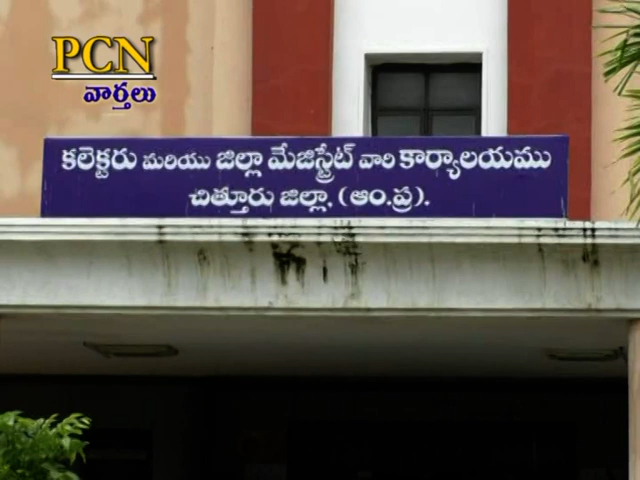 PCN
వార్తలు
కలెక్టరు మరియు జిల్లా మేజిస్ట్రేట్ వారి కార్యాలయము
చిత్తూరు జిల్లా, (ఆం.ప్ర).